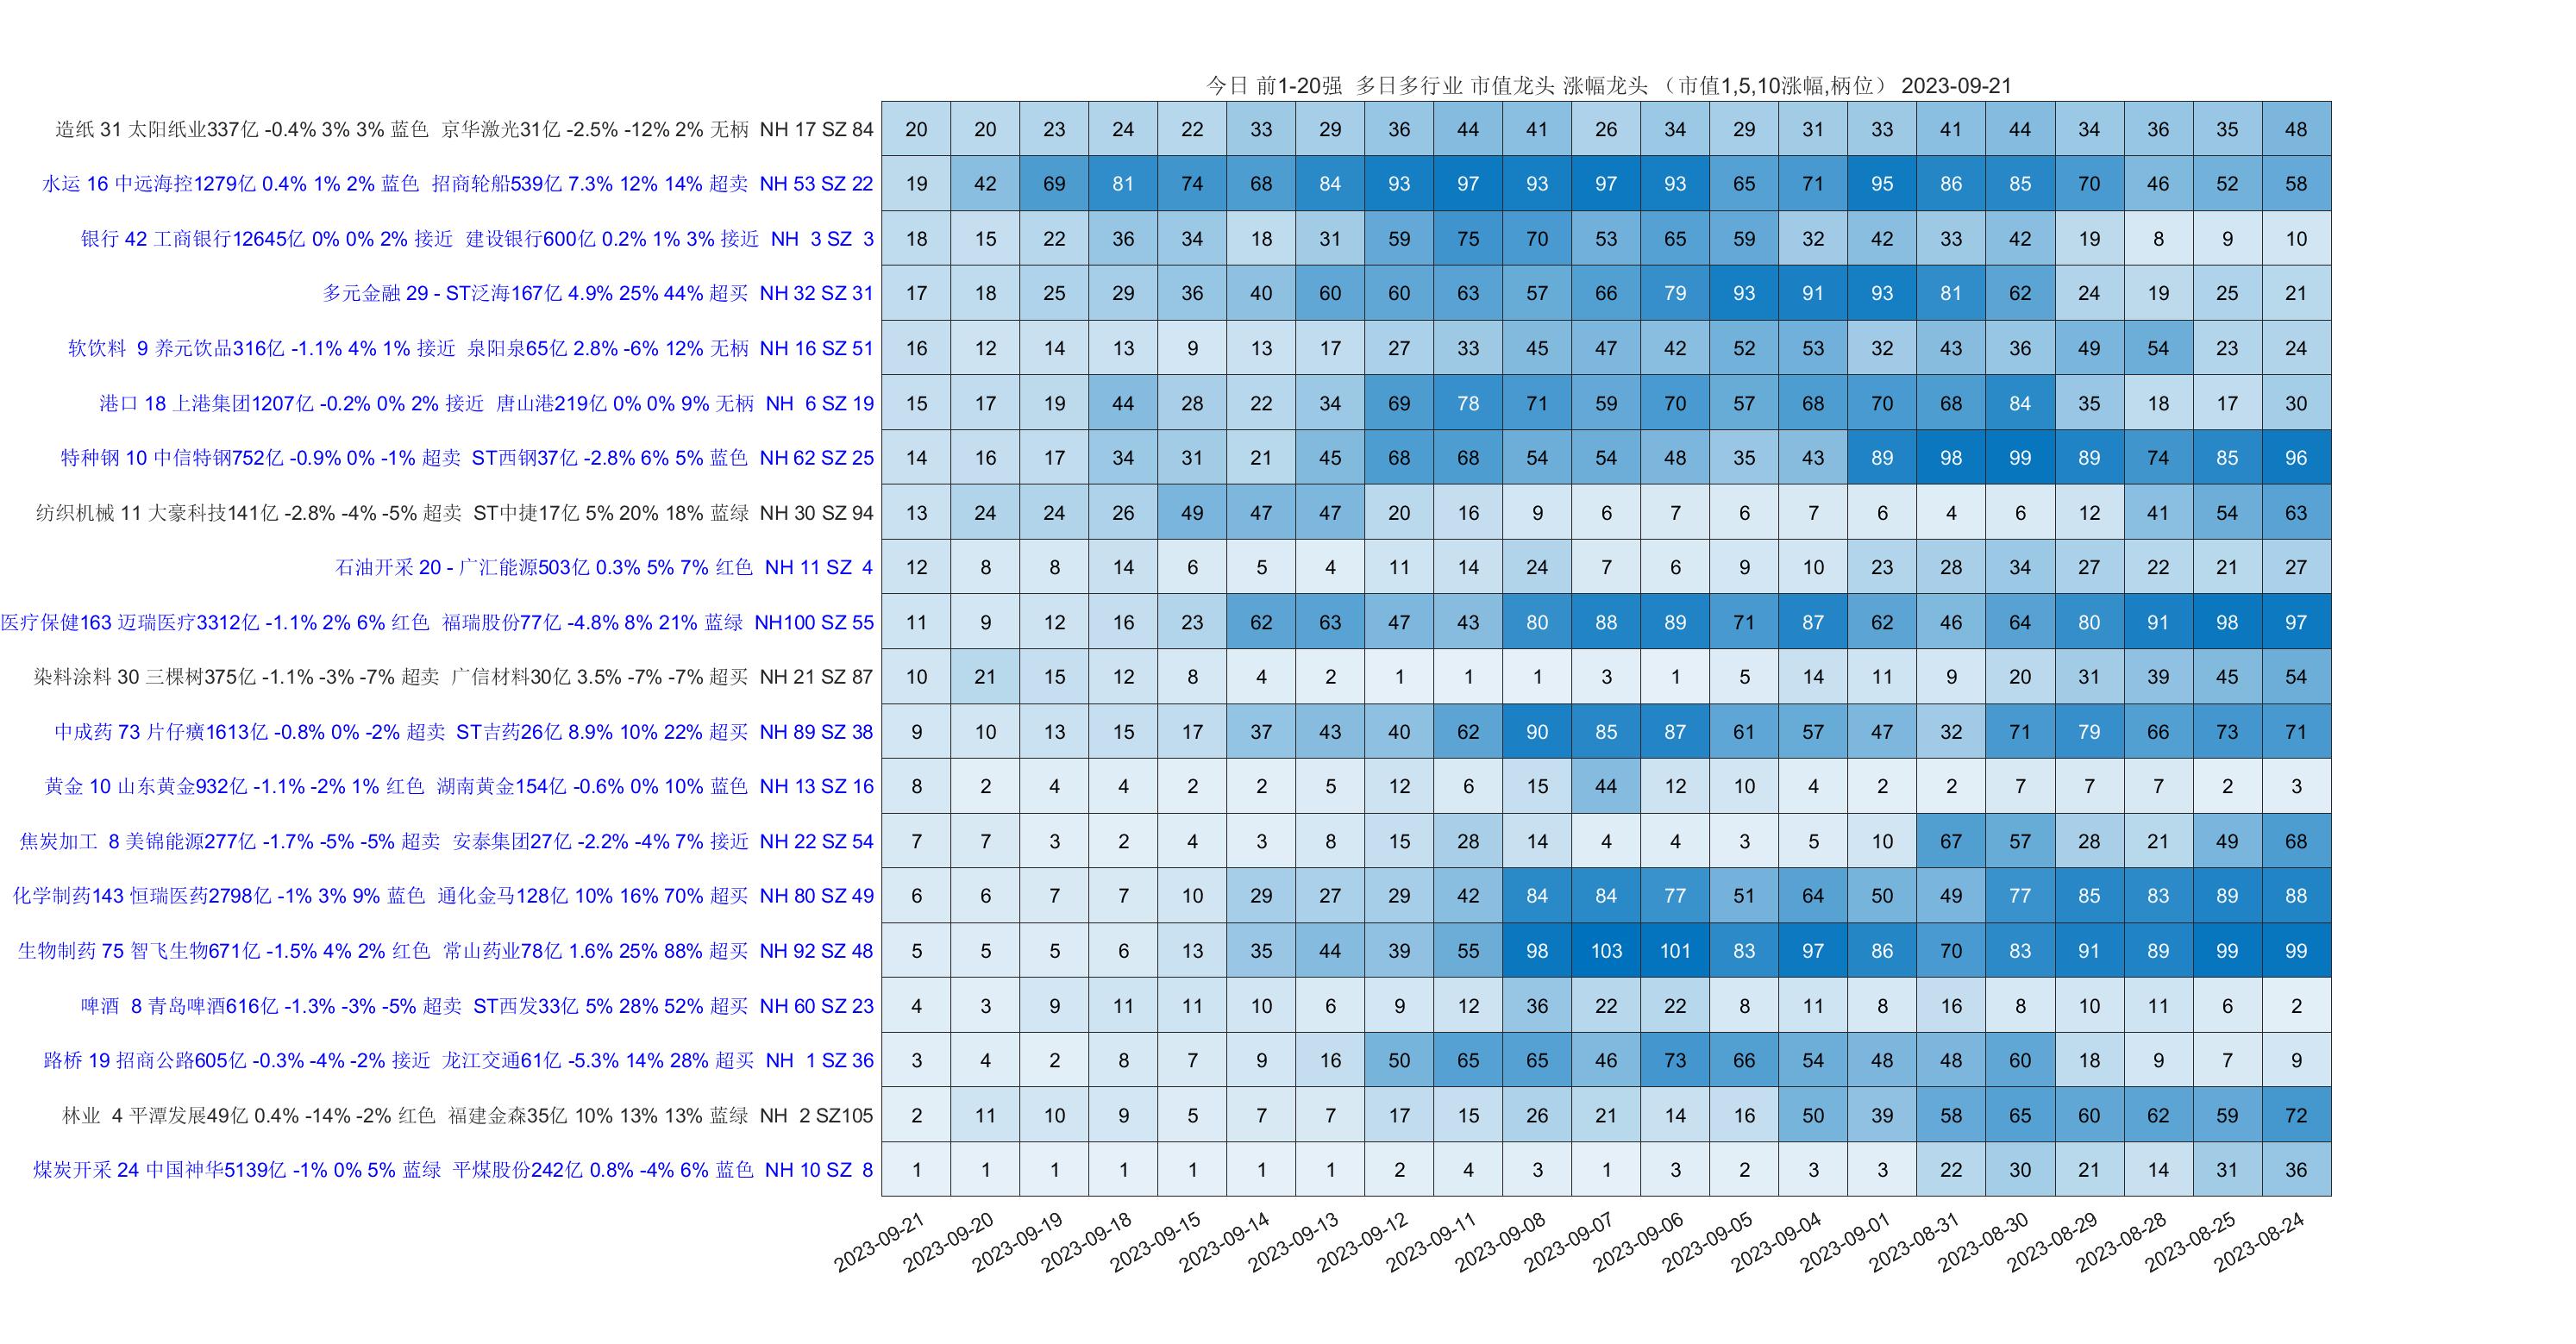 今日 前1-20强 多日多行业 市值龙头 涨幅龙头 （市值1,5,10涨幅,柄位） 2023-09-21
造纸 31 太阳纸业337亿 -0.4% 3% 3% 蓝色 京华激光31亿 -2.5% -12% 2% 无柄 NH 17 SZ 84 20 20 23 24 22 33 29 36 44 41 26 34 29 31 33 41 44 34 36 35 48
水运 16 中远海控1279亿 0.4% 1% 2% 蓝色 招商轮船539亿 7.3% 12% 14% 超卖 NH 53 SZ 22 19 42 69 81 74 68 84 93 97 93 97 93 65 71 95 86 85 70 46 52 58
银行 42 工商银行12645亿 0% 0% 2% 接近 建设银行600亿 0.2% 1% 3% 接近 NH 3 SZ 3 18 15 22 36 34 18 31 59 75 70 53 65 59 32 42 33 42 19 8 9 10
多元金融 29 - ST泛海167亿 4.9% 25% 44% 超买 NH 32 SZ 31 17 18 25 29 36 40 60 60 63 57 66 79 93 91 93 81 62 24 19 25 21
软饮料 9 养元饮品316亿 -1.1% 4% 1% 接近 泉阳泉65亿 2.8% -6% 12% 无柄 NH 16 SZ 51 16 12 14 13 9 13 17 27 33 45 47 42 52 53 32 43 36 49 54 23 24
港口 18 上港集团1207亿 -0.2% 0% 2% 接近 唐山港219亿 0% 0% 9% 无柄 NH 6 SZ 19 15 17 19 44 28 22 34 69 78 71 59 70 57 68 70 68 84 35 18 17 30
特种钢 10 中信特钢752亿 -0.9% 0% -1% 超卖 ST西钢37亿 -2.8% 6% 5% 蓝色 NH 62 SZ 25 14 16 17 34 31 21 45 68 68 54 54 48 35 43 89 98 99 89 74 85 96
纺织机械 11 大豪科技141亿 -2.8% -4% -5% 超卖 ST中捷17亿 5% 20% 18% 蓝绿 NH 30 SZ 94 13 24 24 26 49 47 47 20 16 9 6 7 6 7 6 4 6 12 41 54 63
石油开采 20 - 广汇能源503亿 0.3% 5% 7% 红色 NH 11 SZ 4 12 8 8 14 6 5 4 11 14 24 7 6 9 10 23 28 34 27 22 21 27
医疗保健163 迈瑞医疗3312亿 -1.1% 2% 6% 红色 福瑞股份77亿 -4.8% 8% 21% 蓝绿 NH100 SZ 55 11 9 12 16 23 62 63 47 43 80 88 89 71 87 62 46 64 80 91 98 97
染料涂料 30 三棵树375亿 -1.1% -3% -7% 超卖 广信材料30亿 3.5% -7% -7% 超买 NH 21 SZ 87 10 21 15 12 8 4 2 1 1 1 3 1 5 14 11 9 20 31 39 45 54
中成药 73 片仔癀1613亿 -0.8% 0% -2% 超卖 ST吉药26亿 8.9% 10% 22% 超买 NH 89 SZ 38 9 10 13 15 17 37 43 40 62 90 85 87 61 57 47 32 71 79 66 73 71
黄金 10 山东黄金932亿 -1.1% -2% 1% 红色 湖南黄金154亿 -0.6% 0% 10% 蓝色 NH 13 SZ 16 8 2 4 4 2 2 5 12 6 15 44 12 10 4 2 2 7 7 7 2 3
焦炭加工 8 美锦能源277亿 -1.7% -5% -5% 超卖 安泰集团27亿 -2.2% -4% 7% 接近 NH 22 SZ 54 7 7 3 2 4 3 8 15 28 14 4 4 3 5 10 67 57 28 21 49 68
化学制药143 恒瑞医药2798亿 -1% 3% 9% 蓝色 通化金马128亿 10% 16% 70% 超买 NH 80 SZ 49 6 6 7 7 10 29 27 29 42 84 84 77 51 64 50 49 77 85 83 89 88
生物制药 75 智飞生物671亿 -1.5% 4% 2% 红色 常山药业78亿 1.6% 25% 88% 超买 NH 92 SZ 48 5 5 5 6 13 35 44 39 55 98 103 101 83 97 86 70 83 91 89 99 99
啤酒 8 青岛啤酒616亿 -1.3% -3% -5% 超卖 ST西发33亿 5% 28% 52% 超买 NH 60 SZ 23 4 3 9 11 11 10 6 9 12 36 22 22 8 11 8 16 8 10 11 6 2
路桥 19 招商公路605亿 -0.3% -4% -2% 接近 龙江交通61亿 -5.3% 14% 28% 超买 NH 1 SZ 36 3 4 2 8 7 9 16 50 65 65 46 73 66 54 48 48 60 18 9 7 9
林业 4 平潭发展49亿 0.4% -14% -2% 红色 福建金森35亿 10% 13% 13% 蓝绿 NH 2 SZ105 2 11 10 9 5 7 7 17 15 26 21 14 16 50 39 58 65 60 62 59 72
煤炭开采 24 中国神华5139亿 -1% 0% 5% 蓝绿 平煤股份242亿 0.8% -4% 6% 蓝色 NH 10 SZ 8 1 1 1 1 1 1 2 4 3 1 3 2 3 3 22 30 21 14 31 36
2023-09-21 2023-09-20 2023-09-19 2023-09-18 2023-09-15 2023-09-14 2023-09-13 2023-09-12 2023-09-11 2023-09-08 2023-09-07 2023-09-06 2023-09-05 2023-09-04 2023-09-01 2023-08-31 2023-08-30 2023-08-29 2023-08-28 2023-08-25 2023-08-24